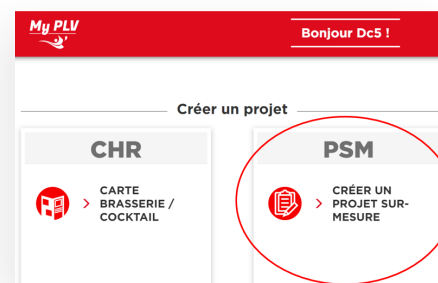 My PLV
Bonjour Dc5 !
Créer un projet
CHR
PSM
CARTE
BRASSERIE /
COCKTAIL
CRÉER UN
PROJET SUR-
MESURE